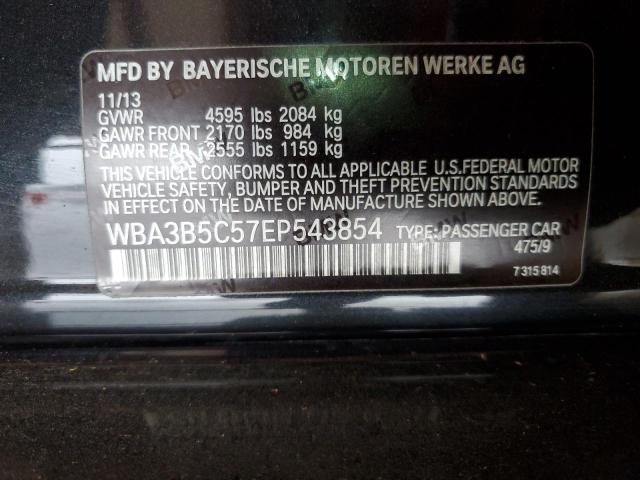 MFD BY BAYERISCHE MOTOREN WERKE AG
11/13
GVWR 4595 lbs 2084 kg
GAWR FRONT 2170 lbs 984 kg
GAWR REAR 2555 lbs 1159 kg
THIS VEHICLE CONFORMS TO ALL APPLICABLE U.S.FEDERAL MOTOR
VEHICLE SAFETY, BUMPER AND THEFT PREVENTION STANDARDS
IN EFFECT ON THE DATE OF MANUFACTURE SHOWN ABOVE.
WBA3B5C57EP543854 TYPE: PASSENGER CAR
475/9
7 315 814